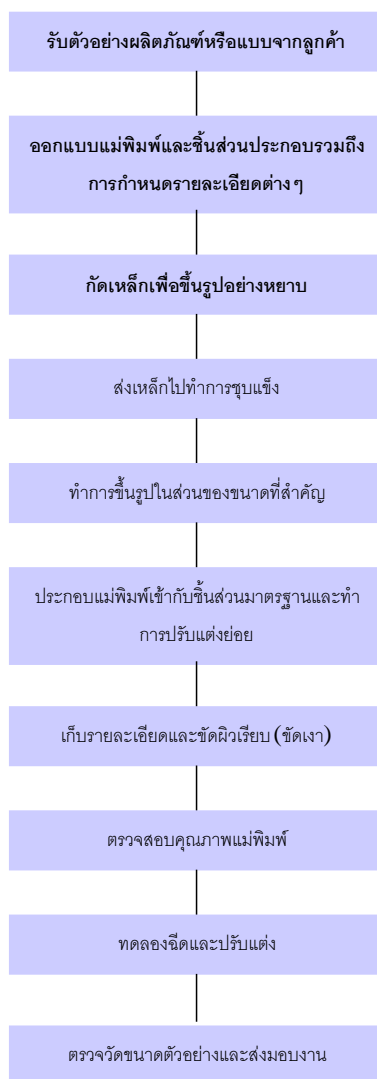 รับตัวอย่างผลิตภัณฑ์หรือแบบจากลูกค้า
ออกแบบแม่พิมพ์และชิ้นส่วนประกอบรวมถึง
การกำหนดรายละเอียดต่างๆ
กัดเหล็กเพื่อขึ้นรูปอย่างหยาบ
ส่งเหล็กไปทำการชุบแข็ง
ทำการขึ้นรูปในส่วนของขนาดที่สำคัญ
ประกอบแม่พิมพ์เข้ากับชิ้นส่วนมาตรฐานและทำ
การปรับแต่งย่อย
เก็บรายละเอียดและขัดผิวเรียบ (ขัดเงา)
ตรวจสอบคุณภาพแม่พิมพ์
ทดลองฉีดและปรับแต่ง
ตรวจวัดขนาดตัวอย่างและส่งมอบงาน